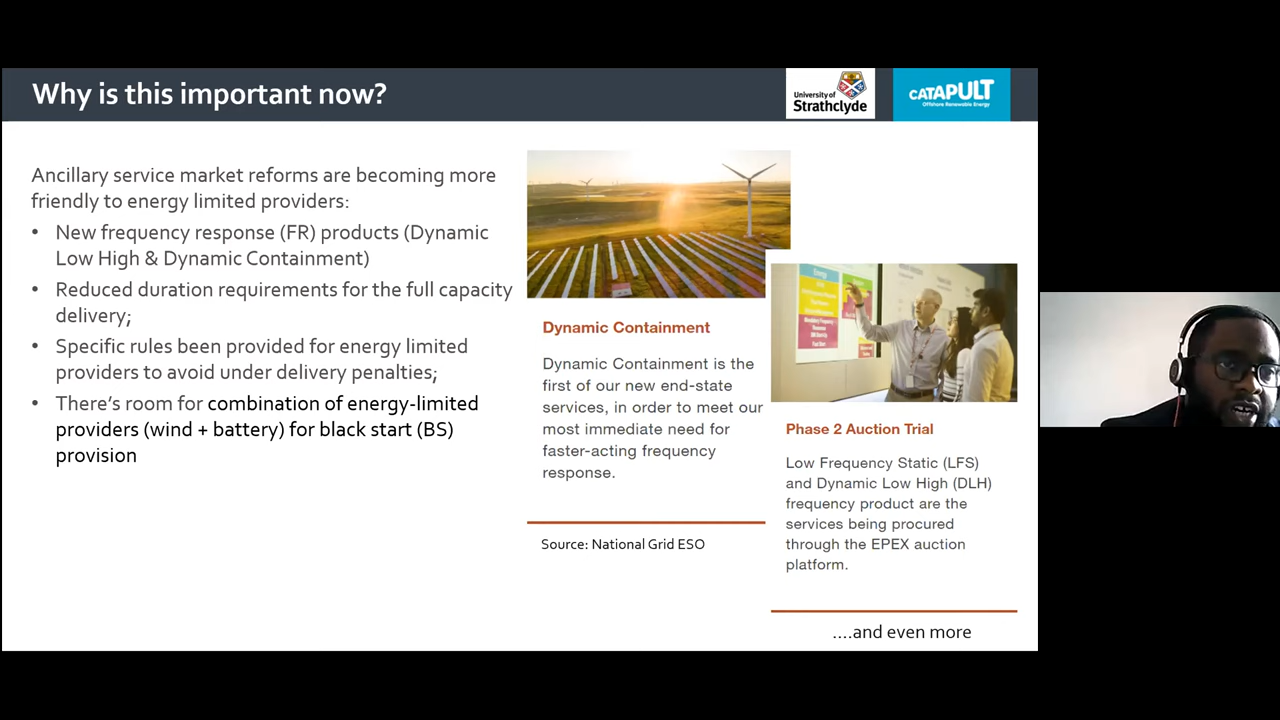 Why is this important now?
University of
Strathclyde
CATAPULT
Offshore Renewable Energy
Ancillary service market reforms are becoming more
friendly to energy limited providers:
• New frequency response (FR) products (Dynamic
Low High & Dynamic Containment)
• Reduced duration requirements for the full capacity
delivery;
• Specific rules been provided for energy limited
providers to avoid under delivery penalties;
• There's room for combination of energy-limited
providers (wind + battery) for black start (BS)
provision
Dynamic Containment
Dynamic Containment is the
first of our new end-state
services, in order to meet our
most immediate need for
faster-acting frequency
response.
Source: National Grid ESO
Energy
Phase 2 Auction Trial
Low Frequency Static (LFS)
and Dynamic Low High (DLH)
frequency product are the
services being procured
through the EPEX auction
platform.
....and even more